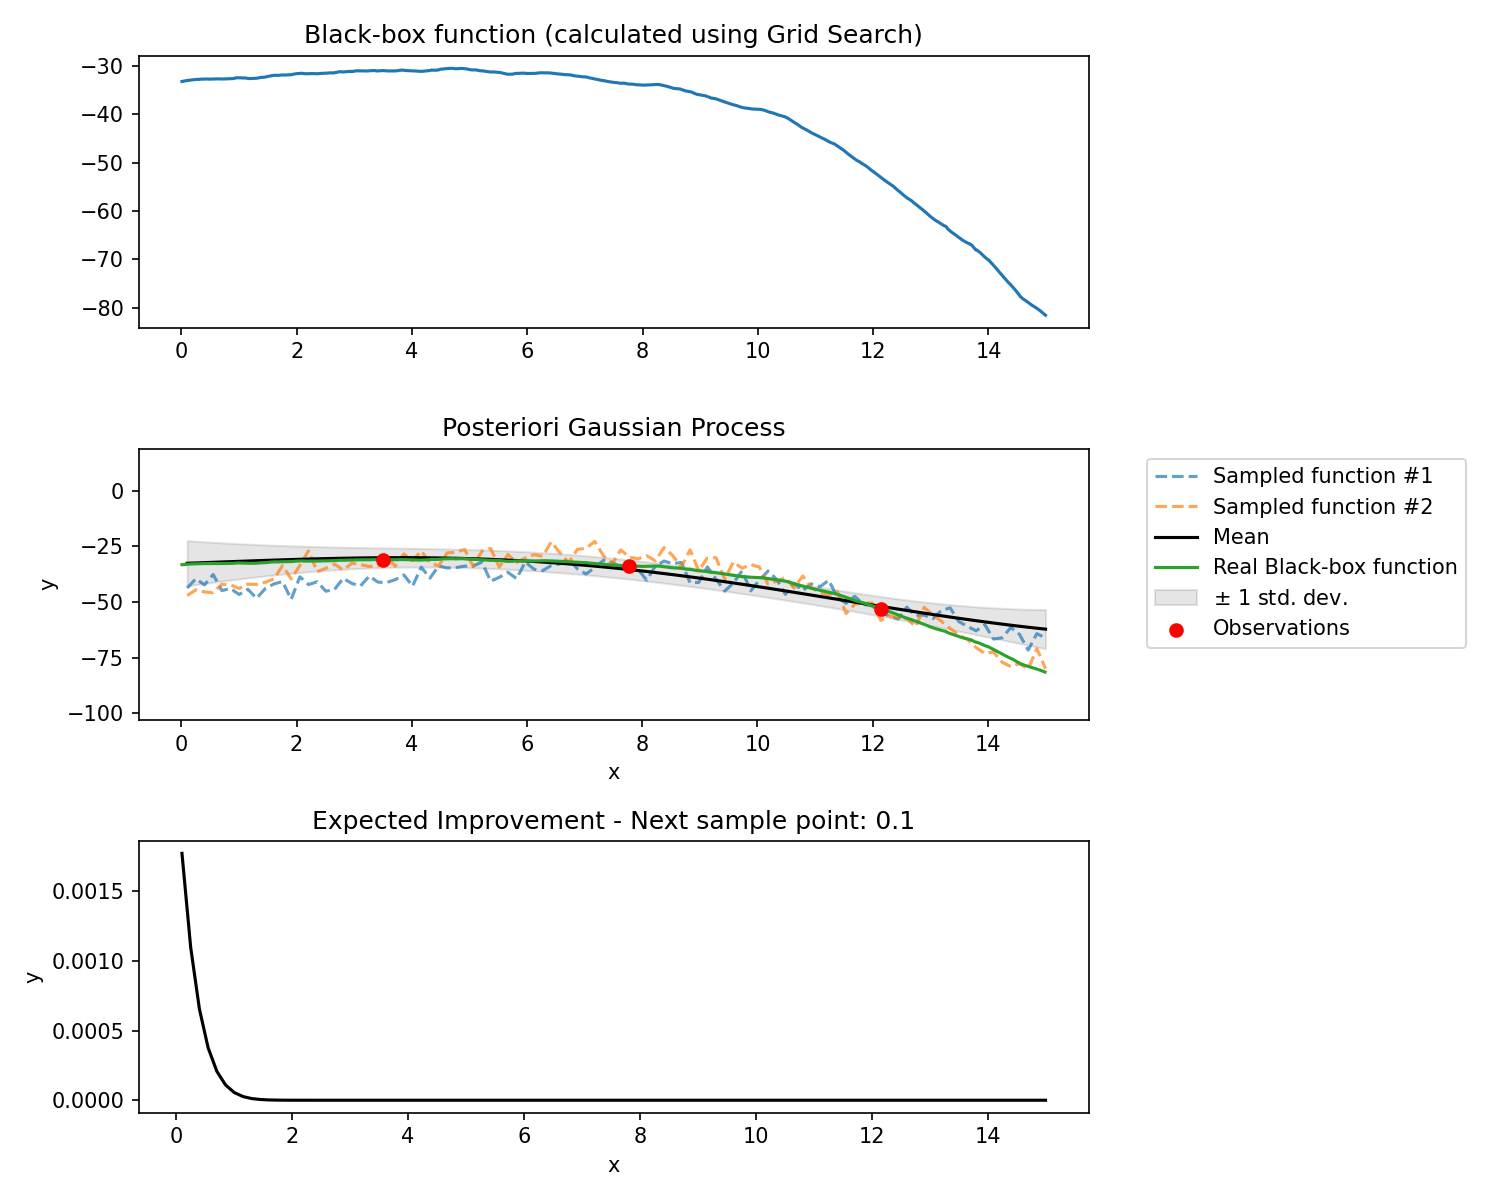 Black-box function (calculated using Grid Search)
−30
−40
−50
−60
−70
−80
0 2 4 6 8 10 12 14
Posteriori Gaussian Process
0
−25
−50
−75
−100
y
0 2 4 6 8 10 12 14
x
Sampled function #1
Sampled function #2
Mean
Real Black-box function
± 1 std. dev.
Observations
Expected Improvement - Next sample point: 0.1
0.0015
0.0010
0.0005
0.0000
y
0 2 4 6 8 10 12 14
x